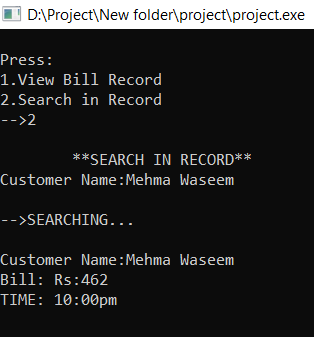 D:\Project\New folder\project\project.exe
Press:
1.View Bill Record
2.Search in Record
-->2
**SEARCH IN RECORD**
Customer Name:Mehma Waseem
-->SEARCHING...
Customer Name:Mehma Waseem
Bill: Rs:462
TIME: 10:00pm